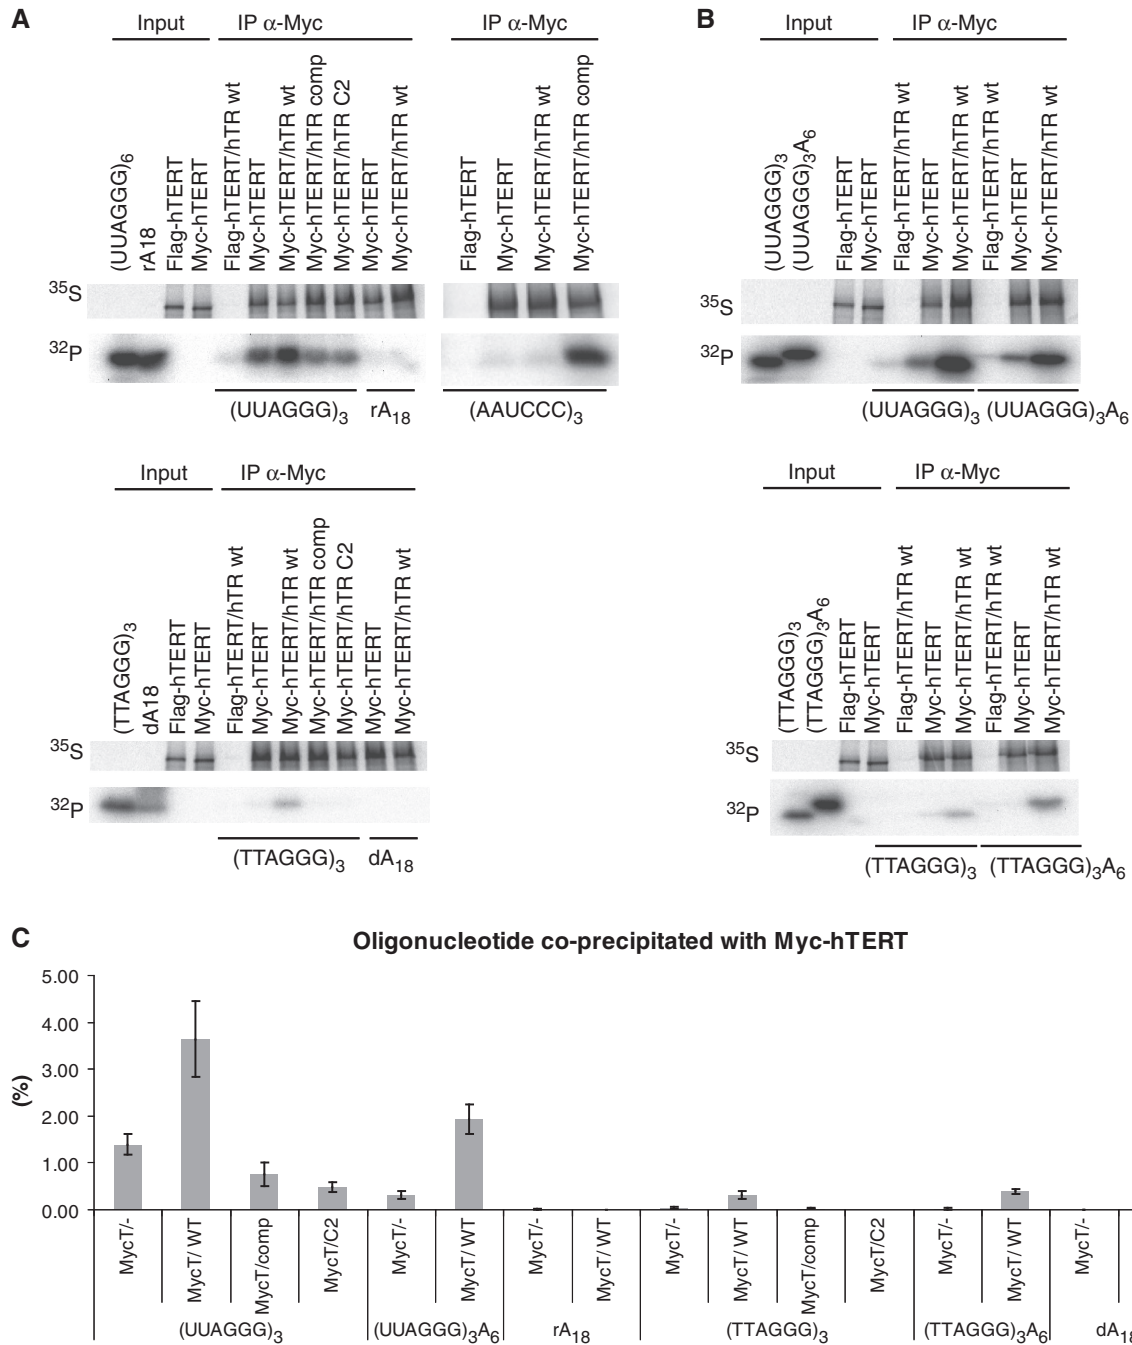 A
Input
IP α-Myc
IP α-Myc
(UUAGGG)6
rA18
Flag-hTERT
Myc-hTERT
Flag-hTERT/hTR wt
Myc-hTERT
Myc-hTERT/hTR wt
Myc-hTERT/hTR comp
Myc-hTERT/hTR C2
Myc-hTERT
Myc-hTERT/hTR wt
Flag-hTERT
Myc-hTERT
Myc-hTERT/hTR wt
Myc-hTERT/hTR comp
35S
32P
(UUAGGG)3
rA18
(AAUCCC)3
Input
IP α-Myc
(TTAGGG)3
dA18
Flag-hTERT
Myc-hTERT
Flag-hTERT/hTR wt
Myc-hTERT
Myc-hTERT/hTR wt
Myc-hTERT/hTR comp
Myc-hTERT/hTR C2
Myc-hTERT
Myc-hTERT/hTR wt
35S
32P
(TTAGGG)3
dA18
B
Input
IP α-Myc
(UUAGGG)3
(UUAGGG)3A6
Flag-hTERT
Myc-hTERT
Flag-hTERT/hTR wt
Myc-hTERT
Myc-hTERT/hTR wt
Flag-hTERT/hTR wt
Myc-hTERT
Myc-hTERT/hTR wt
35S
32P
(UUAGGG)3
(UUAGGG)3A6
Input
IP α-Myc
(TTAGGG)3
(TTAGGG)3A6
Flag-hTERT
Myc-hTERT
Flag-hTERT/hTR wt
Myc-hTERT
Myc-hTERT/hTR wt
Flag-hTERT/hTR wt
Myc-hTERT
Myc-hTERT/hTR wt
35S
32P
(TTAGGG)3
(TTAGGG)3A6
C
Oligonucleotide co-precipitated with Myc-hTERT
(%)
5.00
4.00
3.00
2.00
1.00
0.00
MycT/-
MycT/ WT
MycT/comp
MycT/C2
MycT/-
MycT/ WT
MycT/-
MycT/ WT
MycT/-
MycT/ WT
MycT/comp
MycT/C2
MycT/-
MycT/ WT
MycT/-
(UUAGGG)3
(UUAGGG)3A6
rA18
(TTAGGG)3
(TTAGGG)3A6
dA18